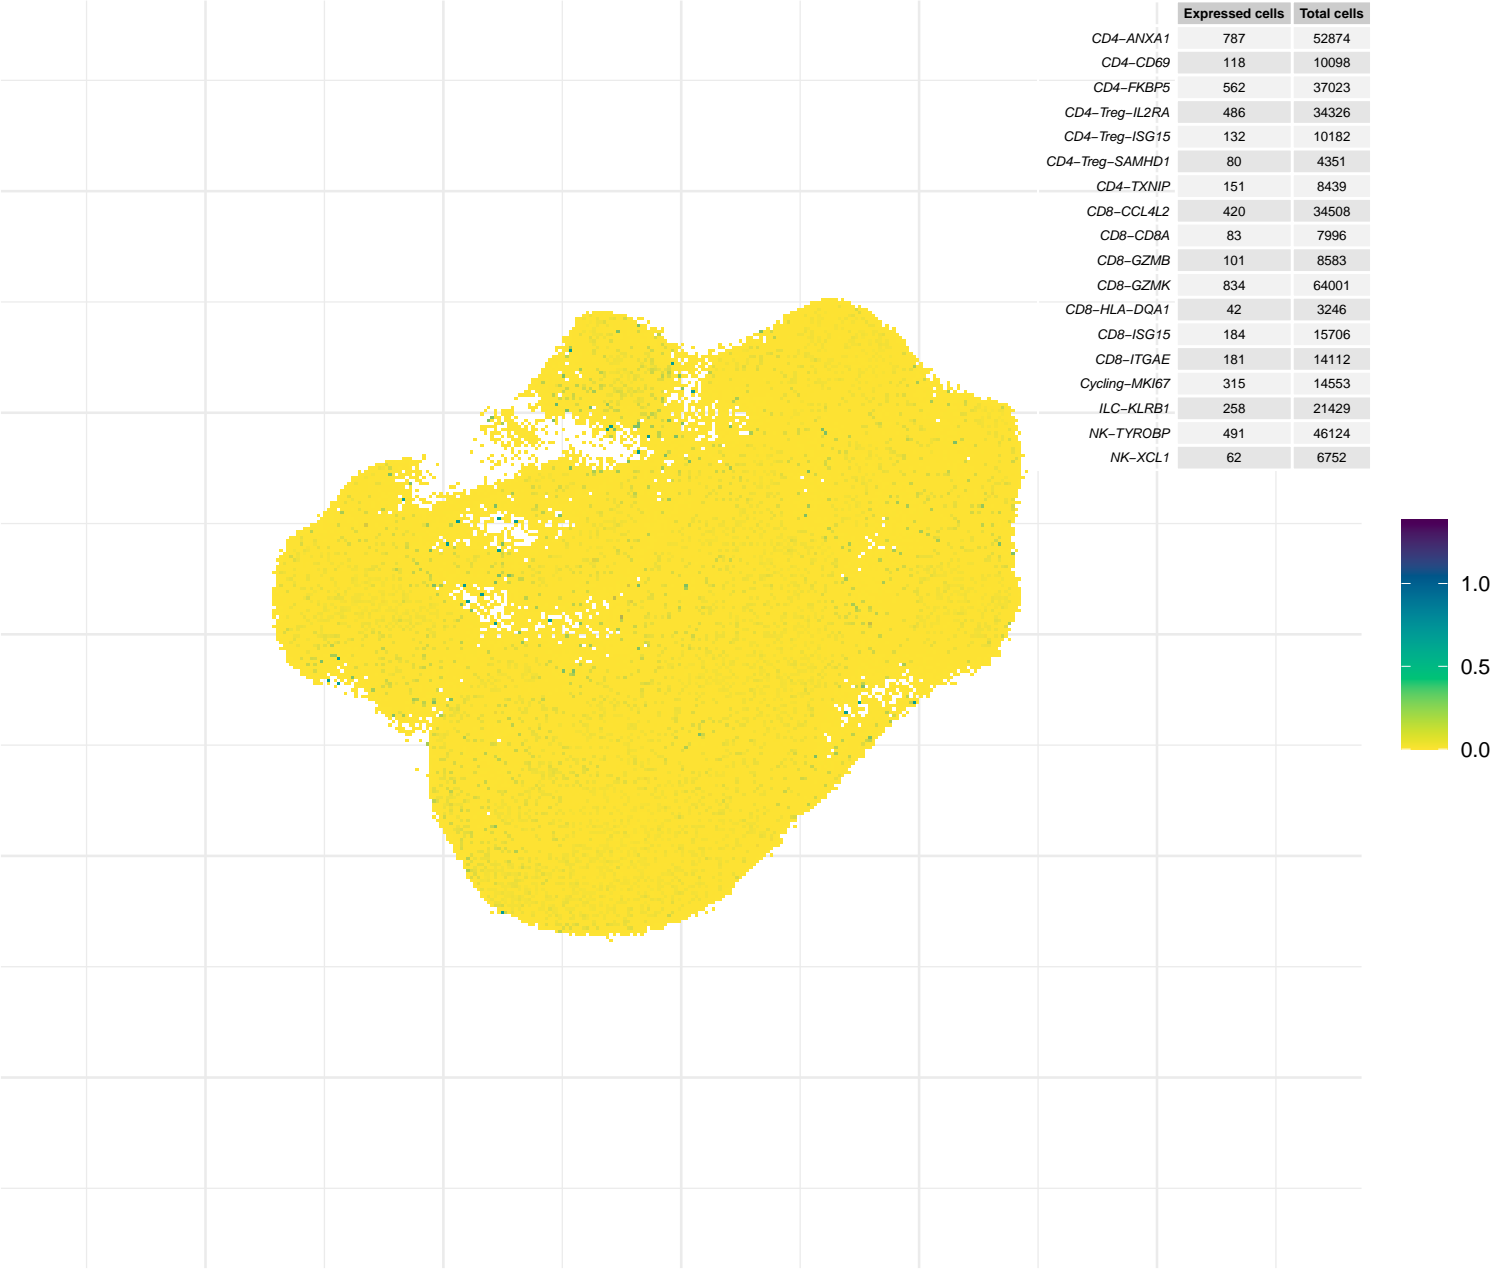 Expressed cells Total cells
CD4−ANXA1 787 52874
CD4−CD69 118 10098
CD4−FKBP5 562 37023
CD4−Treg−IL2RA 486 34326
CD4−Treg−ISG15 132 10182
CD4−Treg−SAMHD1 80 4351
CD4−TXNIP 151 8439
CD8−CCL4L2 420 34508
CD8−CD8A 83 7996
CD8−GZMB 101 8583
CD8−GZMK 834 64001
CD8−HLA−DQA1 42 3246
CD8−ISG15 184 15706
CD8−ITGAE 181 14112
Cycling−MKI67 315 14553
ILC−KLRB1 258 21429
NK−TYROBP 491 46124
NK−XCL1 62 6752
1.0
0.5
0.0